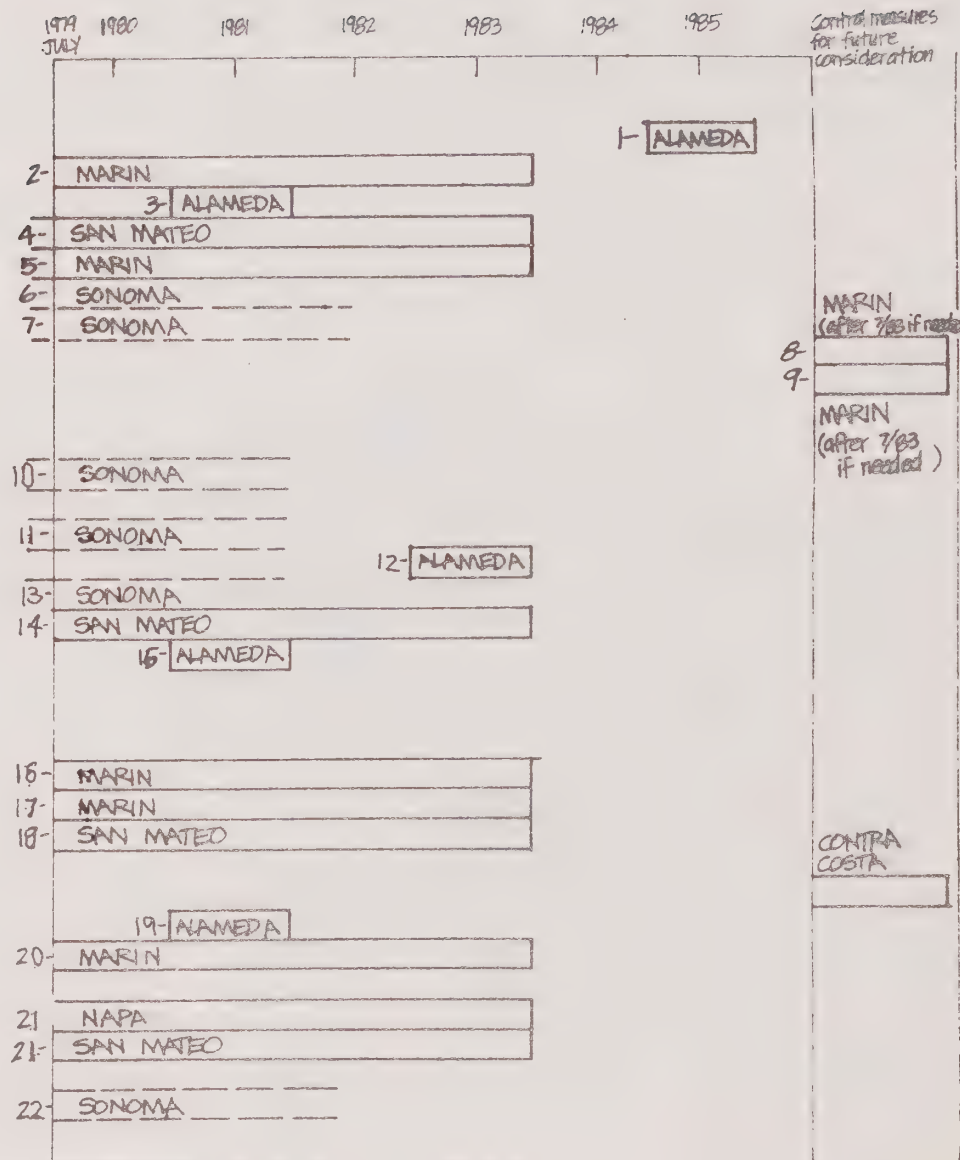 1979 1980 1981 1982 1983 1984 1985 Control measures
JULY for future
consideration
1- ALAMEDA
2- MARIN
3- ALAMEDA
4- SAN MATEO
5- MARIN
6- SONOMA
7- SONOMA
MARIN
(after 7/83 if needed
8-
9-
MARIN
(after 7/83
if needed )
10- SONOMA
11- SONOMA
12- ALAMEDA
13- SONOMA
14- SAN MATEO
15- ALAMEDA
16- MARIN
17- MARIN
18- SAN MATEO
CONTRA
COSTA
19- ALAMEDA
20- MARIN
21 NAPA
21- SAN MATEO
22- SONOMA